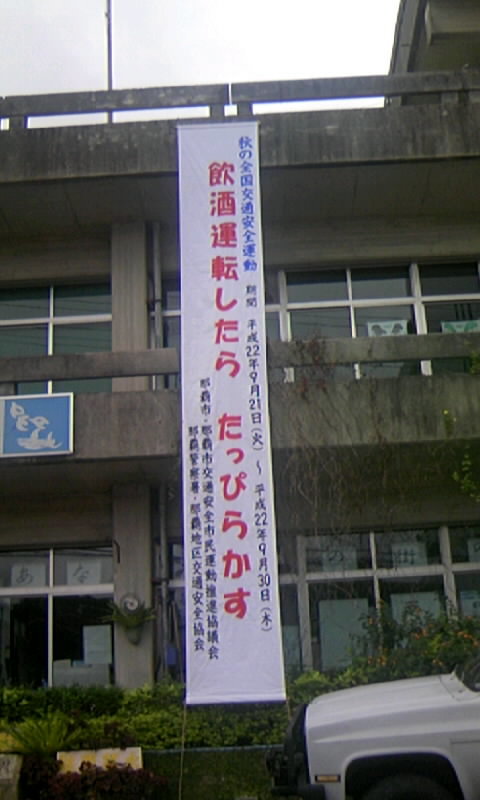 秋の全国交通安全運動 期間 平成22年9月21日(火)～平成22年9月30日(木)
飲酒運転したら たっぴらかす
那覇市・那覇市交通安全市民運動推進協議会
那覇警察署・那覇地区交通安全協会
あな